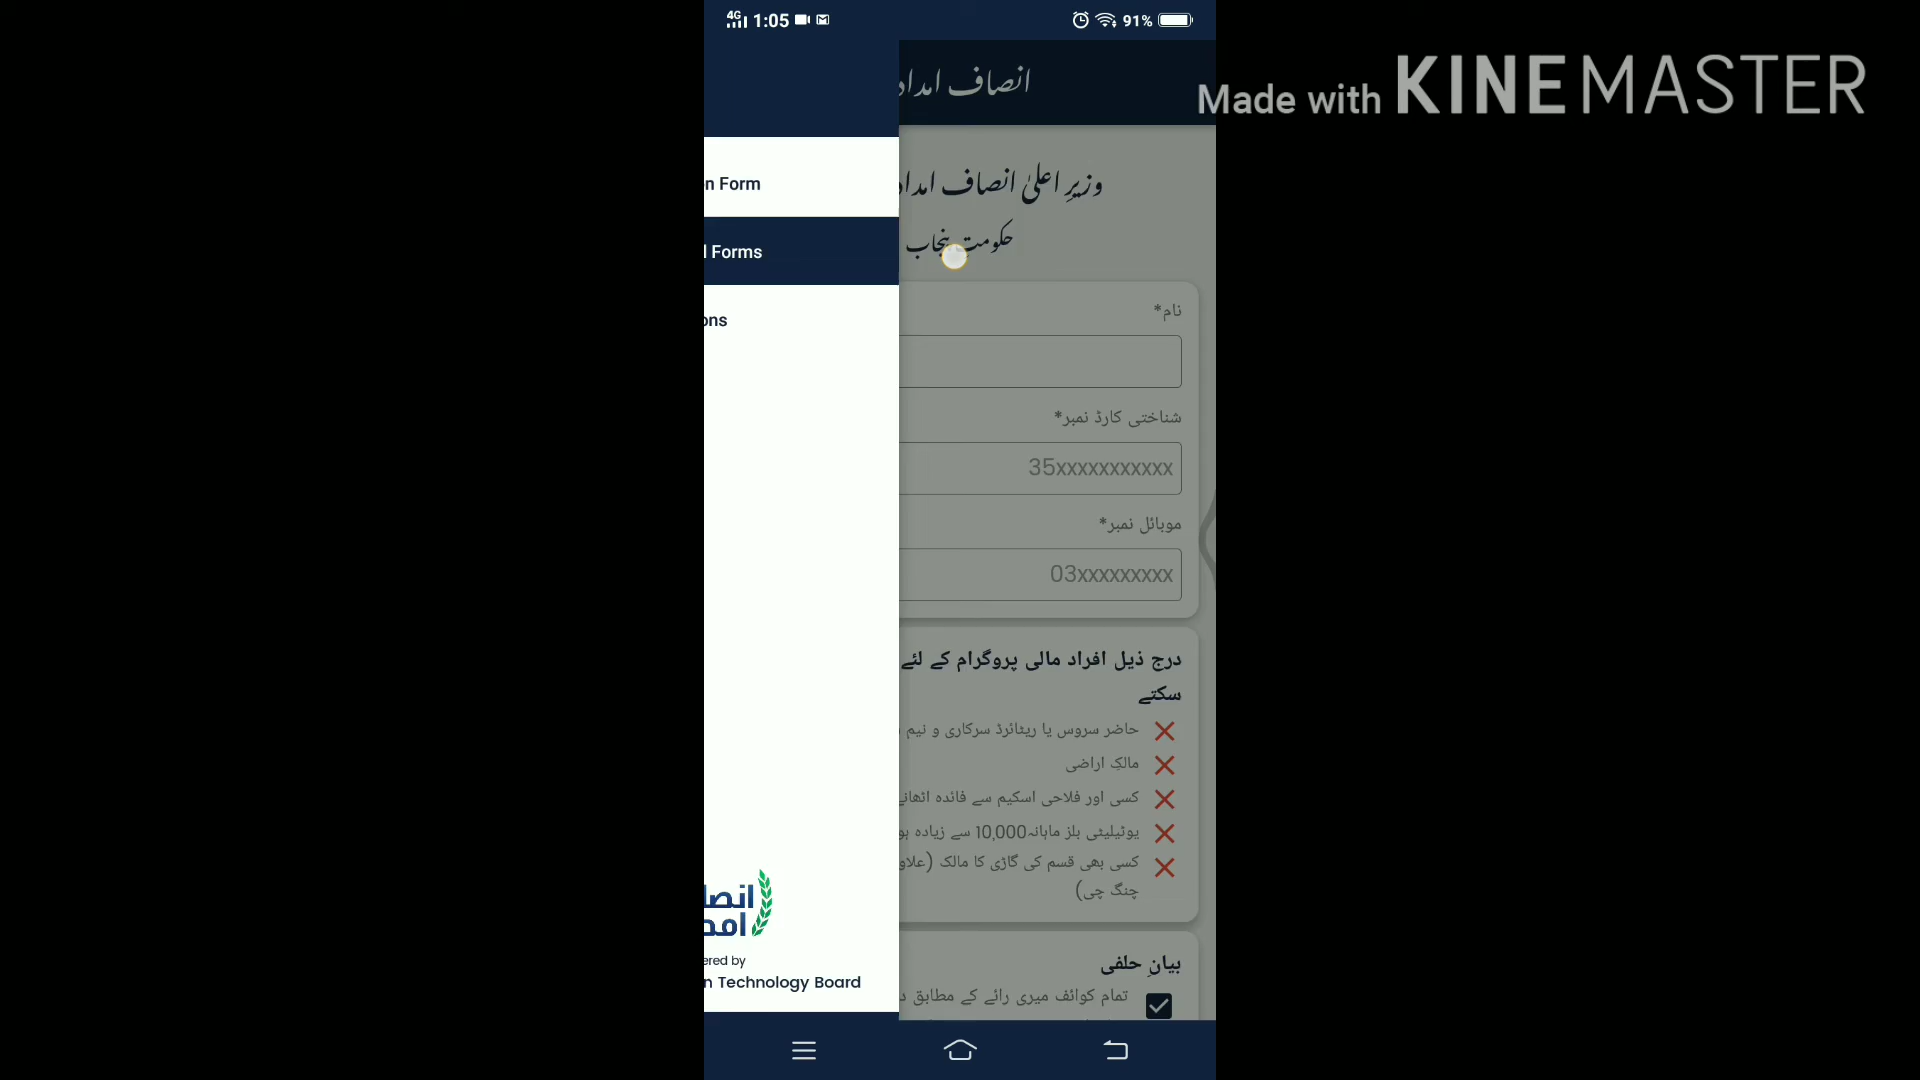 4G 1:05 91%
انصاف امداد
Made with KINEMASTER
n Form
وزیرِ اعلیٰ انصاف امداد
حکومتِ پنجاب
Forms
نام*
ons
شناختی کارڈ نمبر*
35xxxxxxxxxxx
موبائل نمبر*
03xxxxxxxxx
درج ذیل افراد مالی پروگرام کے لئے
سکتے
حاضر سروس یا ریٹائرڈ سرکاری و نیم
مالکِ اراضی
کسی اور فلاحی اسکیم سے فائدہ اٹھانے
یوٹیلیٹی بلز ماہانہ10,000 سے زیادہ ہو
کسی بھی قسم کی گاڑی کا مالک (علاو
چنگ چی)
انصا
امد
ered by
n Technology Board
بیانِ حلفی
تمام کوائف میری رائے کے مطابق د